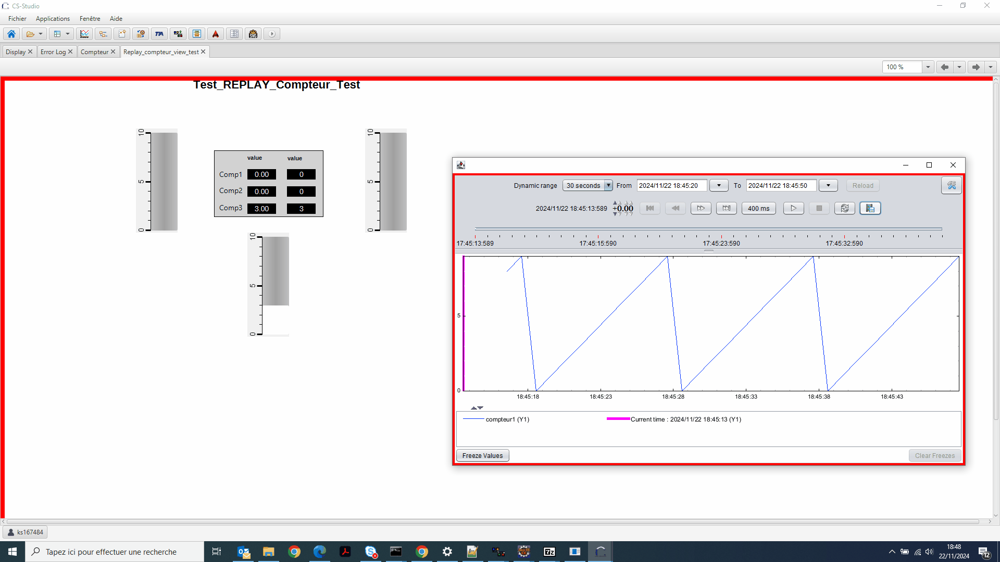 CS-Studio
Fichier Applications Fenêtre Aide
TIA SVG
Display Error Log Compteur Replay_compteur_view_test
100 %
Test_REPLAY_Compteur_Test
10
5
0
value value
Comp1 0.00 0
Comp2 0.00 0
Comp3 3.00 3
10
5
0
10
5
0
Dynamic range 30 seconds From 2024/11/22 18:45:20 To 2024/11/22 18:45:50 Reload
2024/11/22 18:45:13:589 +0.00 400 ms
17:45:13:589 17:45:15:590 17:45:23:590 17:45:32:590
5
0
18:45:18 18:45:23 18:45:28 18:45:33 18:45:38 18:45:43
compteur1 (Y1) Current time : 2024/11/22 18:45:13 (Y1)
Freeze Values Clear Freezes
ks167484
Tapez ici pour effectuer une recherche
7z
18:48
22/11/2024
12